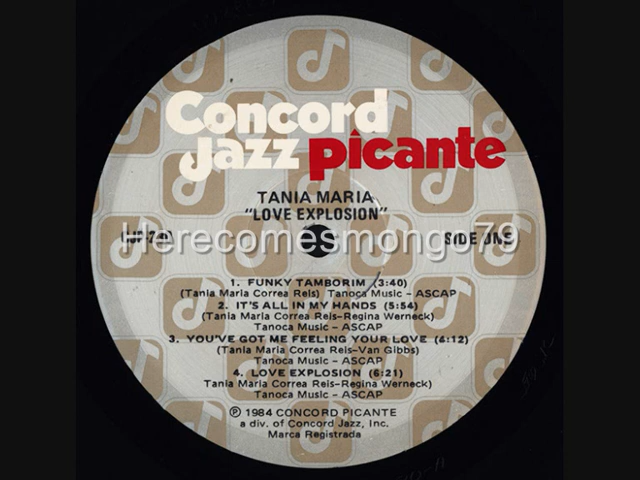 Concord
Jazz Picante
TANIA MARIA
"LOVE EXPLOSION"
Herecomesmongo79
SIDE ONE
1. FUNKY TAMBORIM (3:40)
(Tania Maria Correa Reis) Tanoca Music – ASCAP
2. IT'S ALL IN MY HANDS (5:54)
(Tania Maria Correa Reis–Regina Werneck)
Tanoca Music – ASCAP
3. YOU'VE GOT ME FEELING YOUR LOVE (4:12)
(Tania Maria Correa Reis–Van Gibbs)
Tanoca Music – ASCAP
4. LOVE EXPLOSION (6:21)
Tania Maria Correa Reis–Regina Werneck)
Tanoca Music – ASCAP
℗ 1984 CONCORD PICANTE
a div. of Concord Jazz, Inc.
Marca Registrada